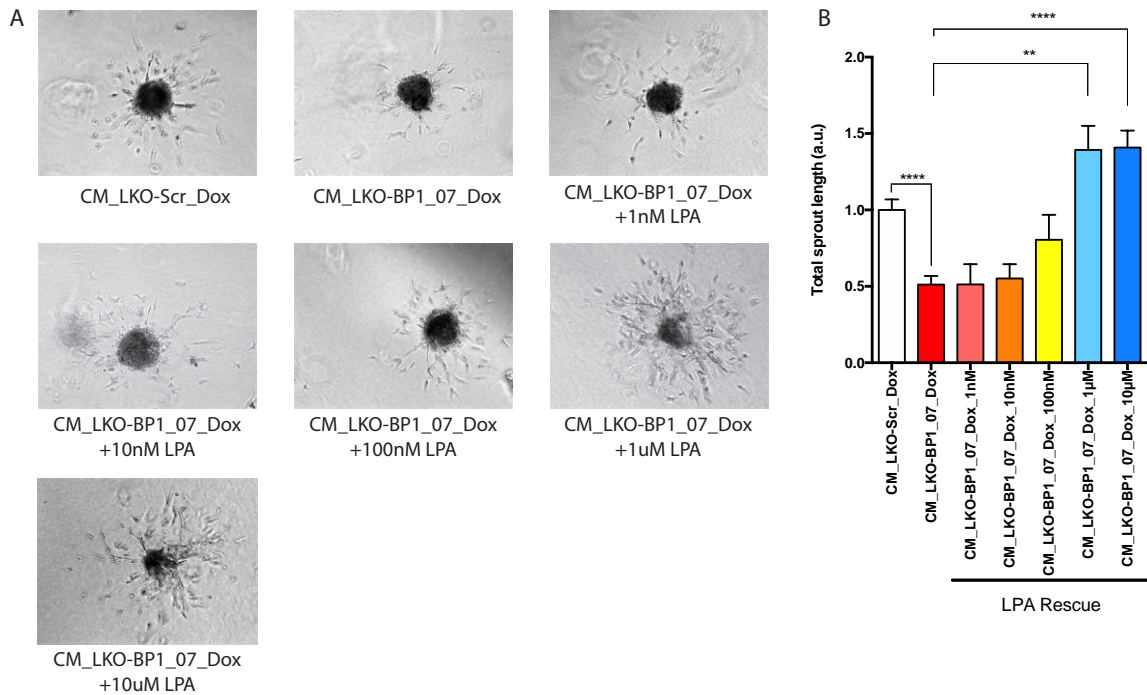 A
CM_LKO-Scr_Dox
CM_LKO-BP1_07_Dox
CM_LKO-BP1_07_Dox
+1nM LPA
CM_LKO-BP1_07_Dox
+10nM LPA
CM_LKO-BP1_07_Dox
+100nM LPA
CM_LKO-BP1_07_Dox
+1uM LPA
CM_LKO-BP1_07_Dox
+10uM LPA
B
****
**
****
2.0
1.5
1.0
0.5
0.0
Total sprout length (a.u.)
CM_LKO-Scr_Dox
CM_LKO-BP1_07_Dox
CM_LKO-BP1_07_Dox_1nM
CM_LKO-BP1_07_Dox_10nM
CM_LKO-BP1_07_Dox_100nM
CM_LKO-BP1_07_Dox_1µM
CM_LKO-BP1_07_Dox_10µM
LPA Rescue